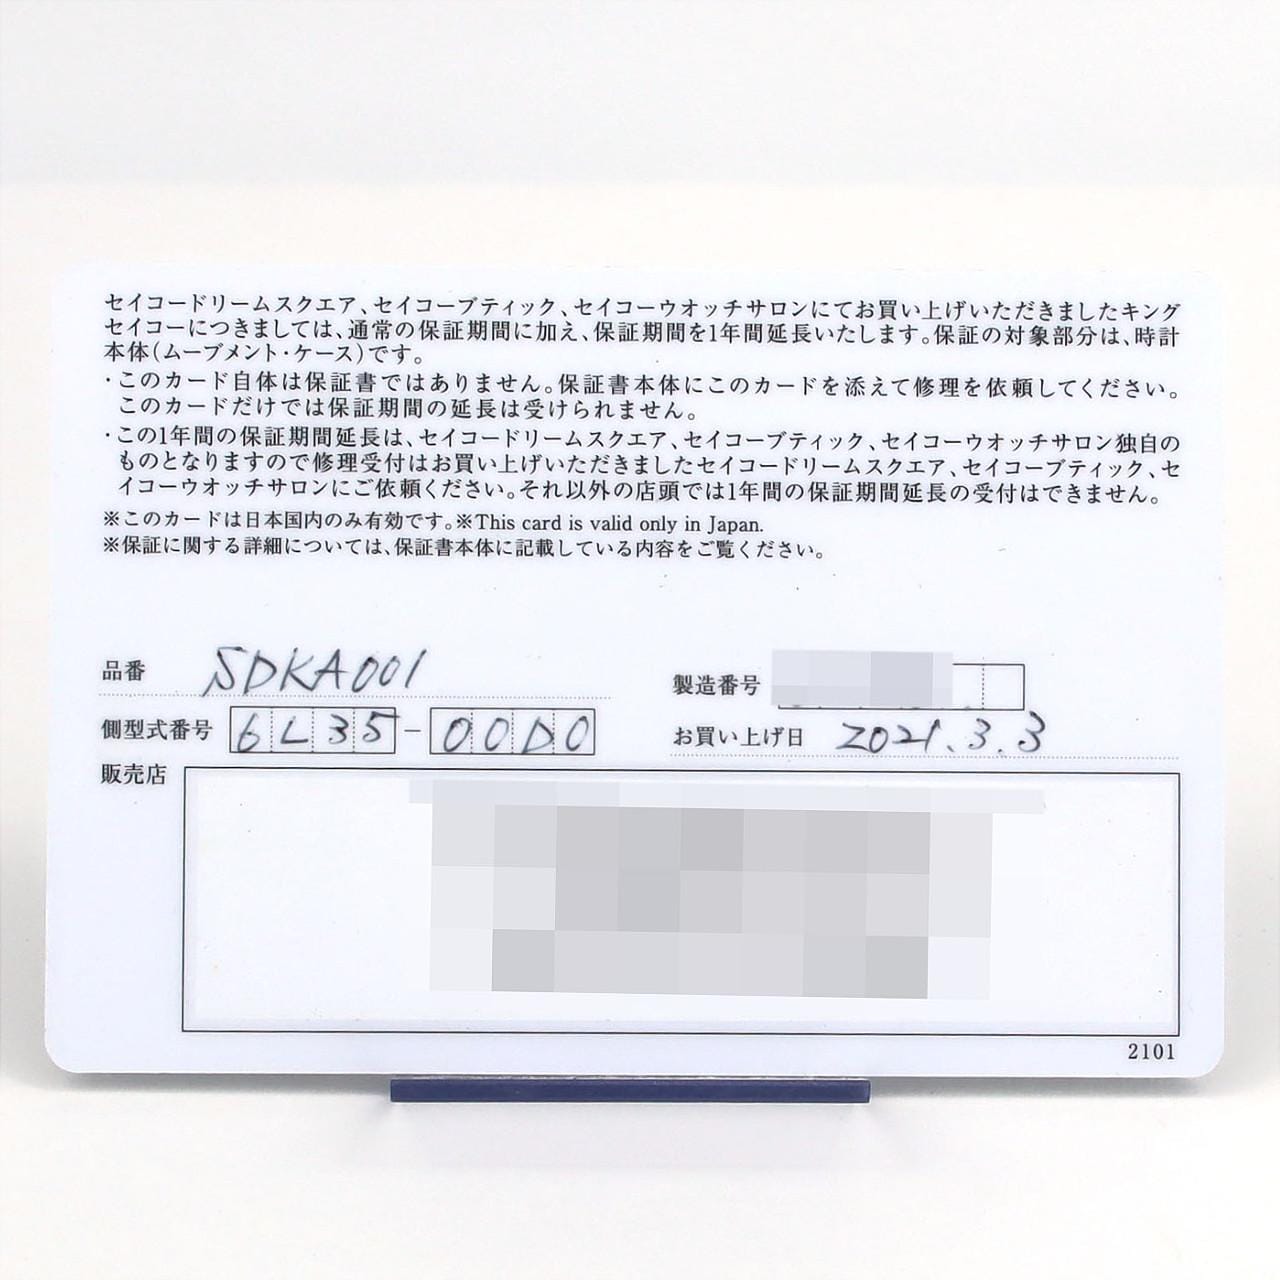 セイコードリームスクエア、セイコーブティック、セイコーウオッチサロンにてお買い上げいただきましたキング
セイコーにつきましては、通常の保証期間に加え、保証期間を1年間延長いたします。保証の対象部分は、時計
本体(ムーブメント・ケース)です。
・このカード自体は保証書ではありません。保証書本体にこのカードを添えて修理を依頼してください。
このカードだけでは保証期間の延長は受けられません。
・この1年間の保証期間延長は、セイコードリームスクエア、セイコーブティック、セイコーウオッチサロン独自の
ものとなりますので修理受付はお買い上げいただきましたセイコードリームスクエア、セイコーブティック、セ
イコーウオッチサロンにご依頼ください。それ以外の店頭では1年間の保証期間延長の受付はできません。
※このカードは日本国内のみ有効です。※This card is valid only in Japan.
※保証に関する詳細については、保証書本体に記載している内容をご覧ください。
品番 SDKA001
製造番号
側型式番号 6L35-00D0
お買い上げ日 2021.3.3
販売店
2101